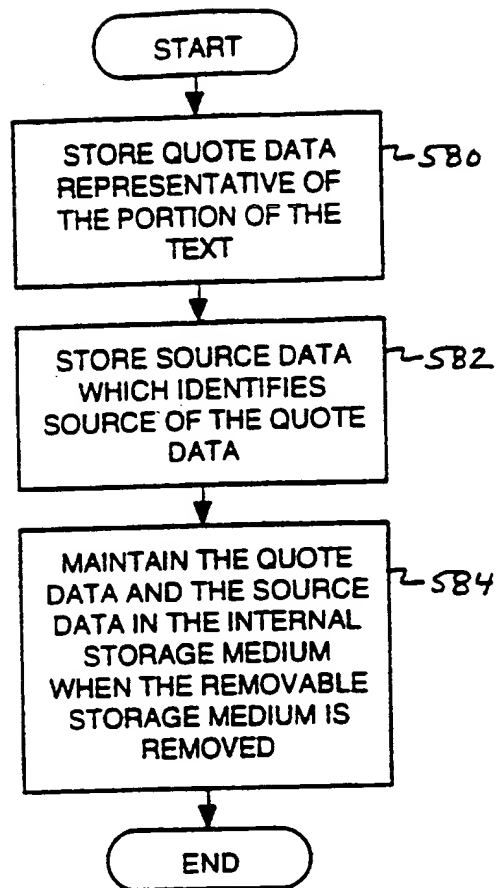 START
STORE QUOTE DATA
REPRESENTATIVE OF
THE PORTION OF THE
TEXT
580
STORE SOURCE DATA
WHICH IDENTIFIES
SOURCE OF THE QUOTE
DATA
582
MAINTAIN THE QUOTE
DATA AND THE SOURCE
DATA IN THE INTERNAL
STORAGE MEDIUM
WHEN THE REMOVABLE
STORAGE MEDIUM IS
REMOVED
584
END